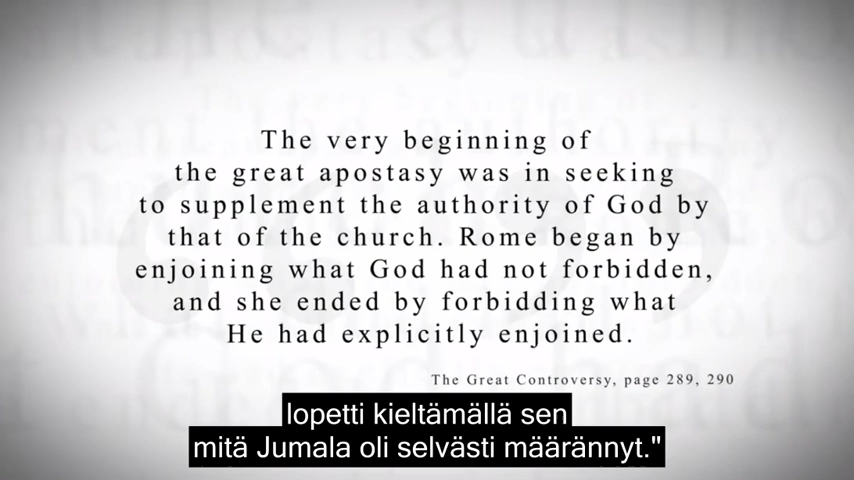 The very beginning of
the great apostasy was in seeking
to supplement the authority of God by
that of the church. Rome began by
enjoining what God had not forbidden,
and she ended by forbidding what
He had explicitly enjoined.
The Great Controversy, page 289, 290
lopetti kieltämällä sen
mitä Jumala oli selvästi määrännyt."